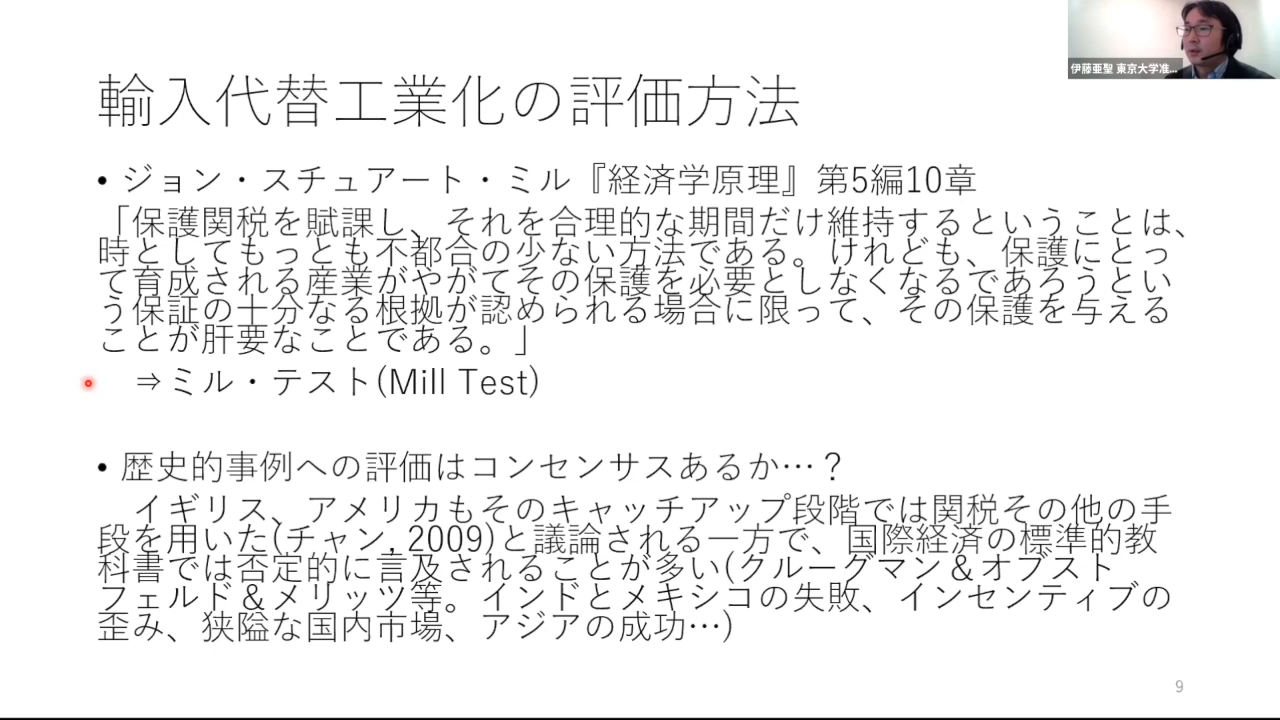 伊藤亜聖 東京大学准...
輸入代替工業化の評価方法
• ジョン・スチュアート・ミル『経済学原理』第5編10章
「保護関税を賦課し、それを合理的な期間だけ維持するということは、
時としてもっとも不都合の少ない方法である。けれども、保護にとっ
て育成される産業がやがてその保護を必要としなくなるであろうとい
う保証の十分なる根拠が認められる場合に限って、その保護を与える
ことが肝要なことである。」
⇒ミル・テスト(Mill Test)
• 歴史的事例への評価はコンセンサスあるか…？
イギリス、アメリカもそのキャッチアップ段階では関税その他の手
段を用いた(チャン, 2009)と議論される一方で、国際経済の標準的教
科書では否定的に言及されることが多い(クルーグマン＆オブスト
フェルド＆メリッツ等。インドとメキシコの失敗、インセンティブの
歪み、狭隘な国内市場、アジアの成功…)
9